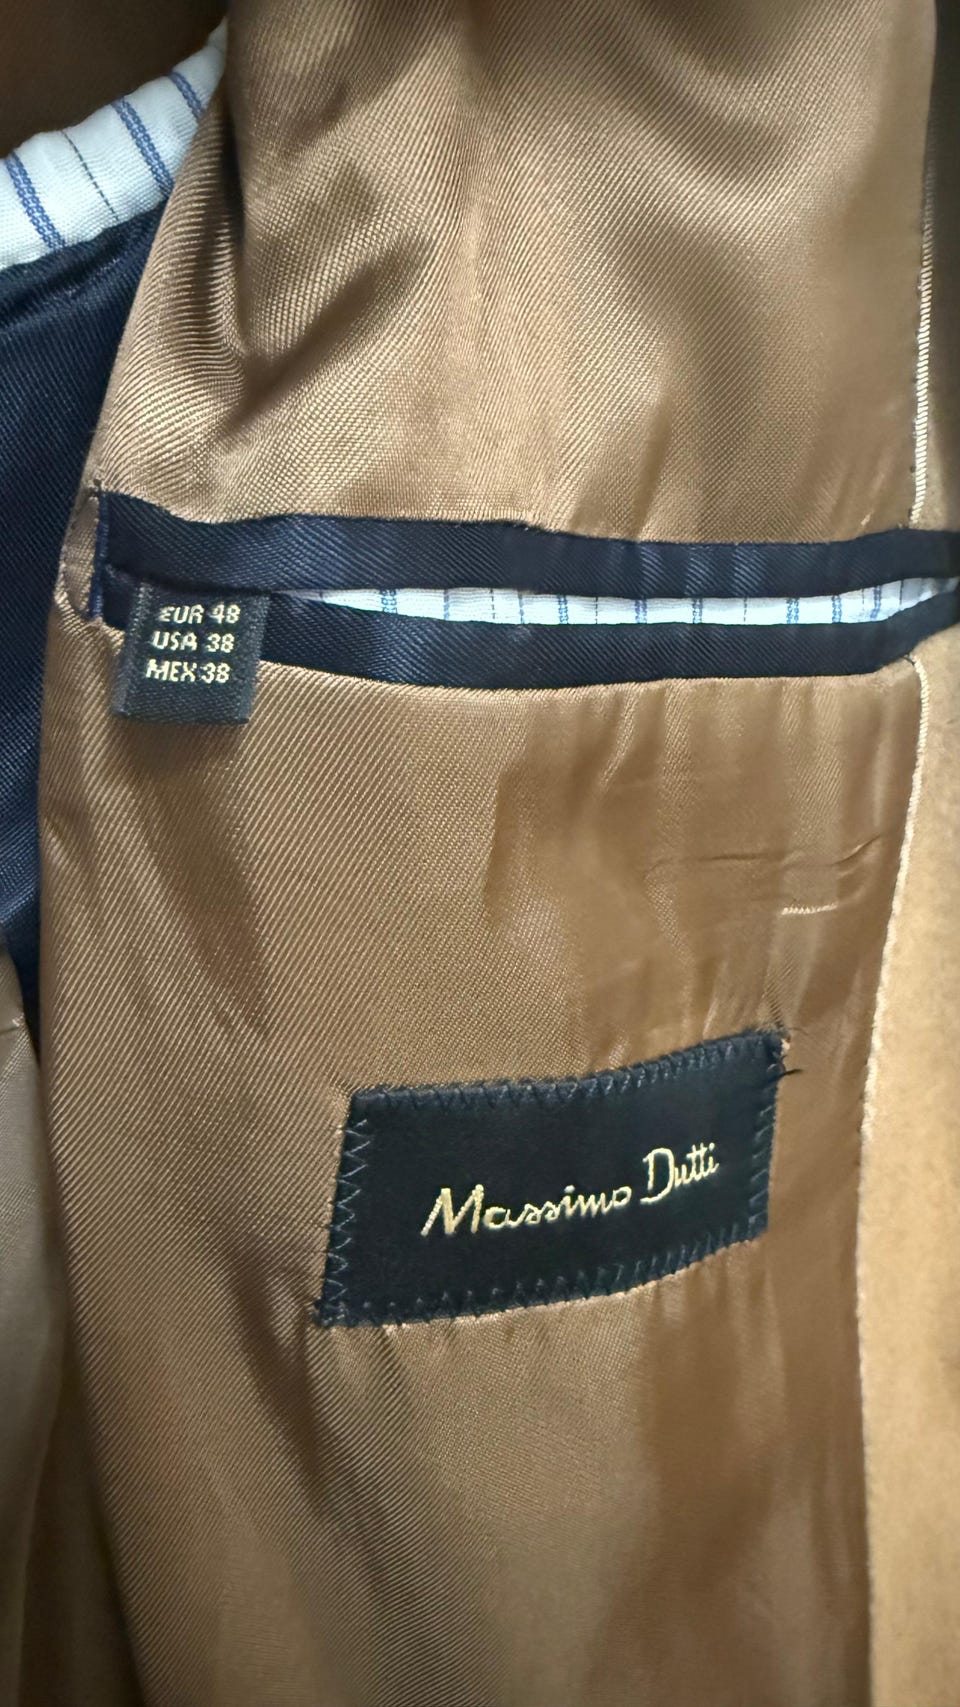 EUR 48
USA 38
MEX 38
Massimo Dutti